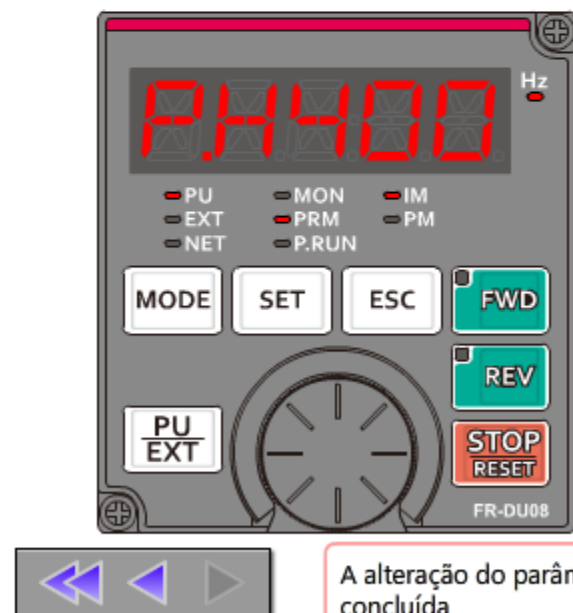 Hz
P.H400
PU MON IM
EXT PRM PM
NET P.RUN
MODE SET ESC FWD
REV
PU
EXT
STOP
RESET
FR-DU08
A alteração do
concluída